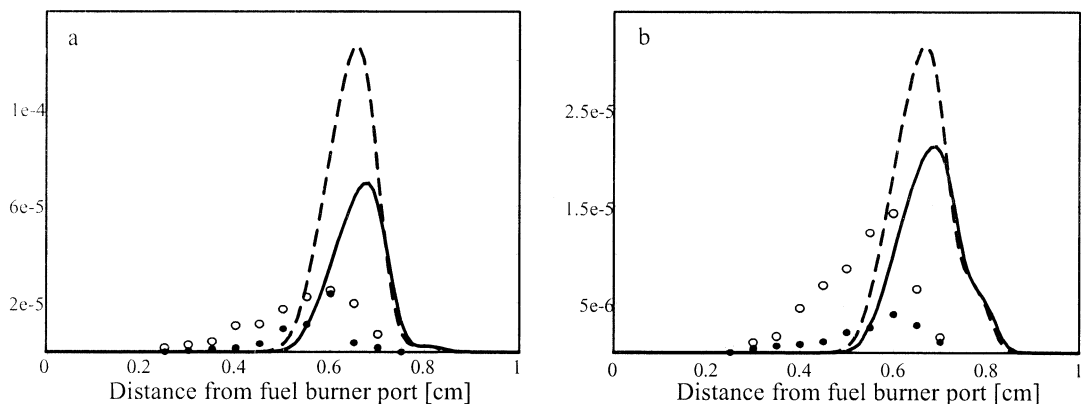 a
1e-4
6e-5
2e-5
0 0.2 0.4 0.6 0.8 1
Distance from fuel burner port [cm]
b
2.5e-5
1.5e-5
5e-6
0 0.2 0.4 0.6 0.8 1
Distance from fuel burner port [cm]